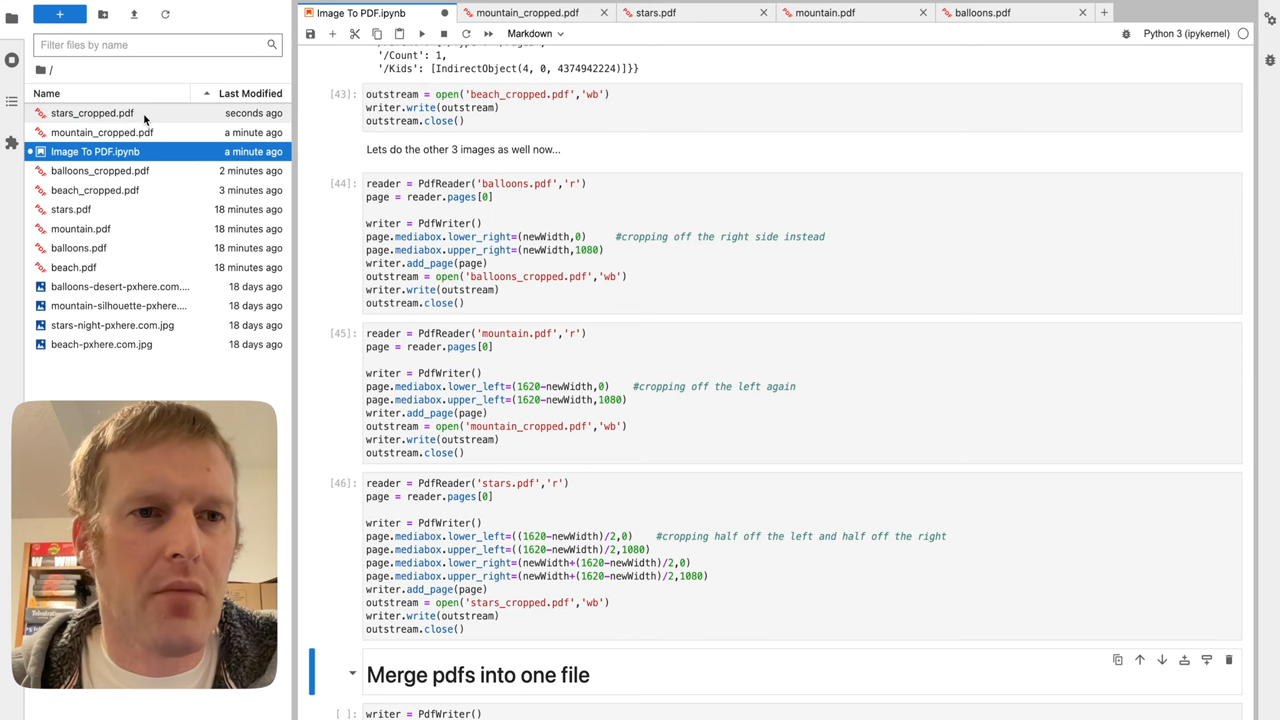 Image To PDF.ipynb
mountain_cropped.pdf
stars.pdf
mountain.pdf
balloons.pdf
Filter files by name
Markdown
Python 3 (ipykernel)
/
Name
Last Modified
stars_cropped.pdf
seconds ago
mountain_cropped.pdf
a minute ago
Image To PDF.ipynb
a minute ago
balloons_cropped.pdf
2 minutes ago
beach_cropped.pdf
3 minutes ago
stars.pdf
18 minutes ago
mountain.pdf
18 minutes ago
balloons.pdf
18 minutes ago
beach.pdf
18 minutes ago
balloons-desert-pxhere.com....
18 days ago
mountain-silhouette-pxhere....
18 days ago
stars-night-pxhere.com.jpg
18 days ago
beach-pxhere.com.jpg
18 days ago
'/Count': 1,
'/Kids': [IndirectObject(4, 0, 4374942224)]}}
[43]:
outstream = open('beach_cropped.pdf','wb')
writer.write(outstream)
outstream.close()
Lets do the other 3 images as well now...
[44]:
reader = PdfReader('balloons.pdf','r')
page = reader.pages[0]
writer = PdfWriter()
page.mediabox.lower_right=(newWidth,0) #cropping off the right side instead
page.mediabox.upper_right=(newWidth,1080)
writer.add_page(page)
outstream = open('balloons_cropped.pdf','wb')
writer.write(outstream)
outstream.close()
[45]:
reader = PdfReader('mountain.pdf','r')
page = reader.pages[0]
writer = PdfWriter()
page.mediabox.lower_left=(1620-newWidth,0) #cropping off the left again
page.mediabox.upper_left=(1620-newWidth,1080)
writer.add_page(page)
outstream = open('mountain_cropped.pdf','wb')
writer.write(outstream)
outstream.close()
[46]:
reader = PdfReader('stars.pdf','r')
page = reader.pages[0]
writer = PdfWriter()
page.mediabox.lower_left=((1620-newWidth)/2,0) #cropping half off the left and half off the right
page.mediabox.upper_left=((1620-newWidth)/2,1080)
page.mediabox.lower_right=(newWidth+(1620-newWidth)/2,0)
page.mediabox.upper_right=(newWidth+(1620-newWidth)/2,1080)
writer.add_page(page)
outstream = open('stars_cropped.pdf','wb')
writer.write(outstream)
outstream.close()
Merge pdfs into one file
[ ]:
writer = PdfWriter()